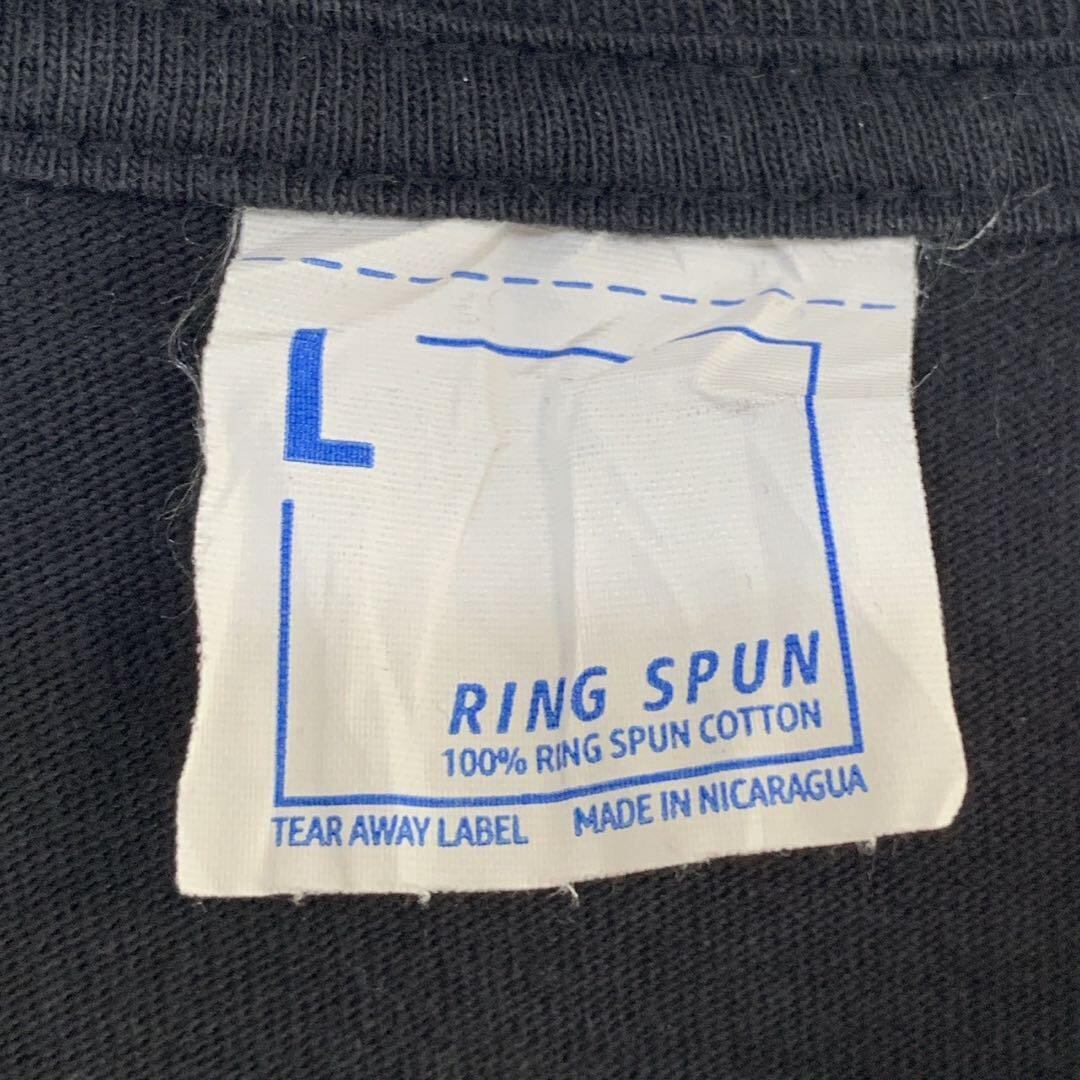 L
RING SPUN
100% RING SPUN COTTON
TEAR AWAY LABEL MADE IN NICARAGUA